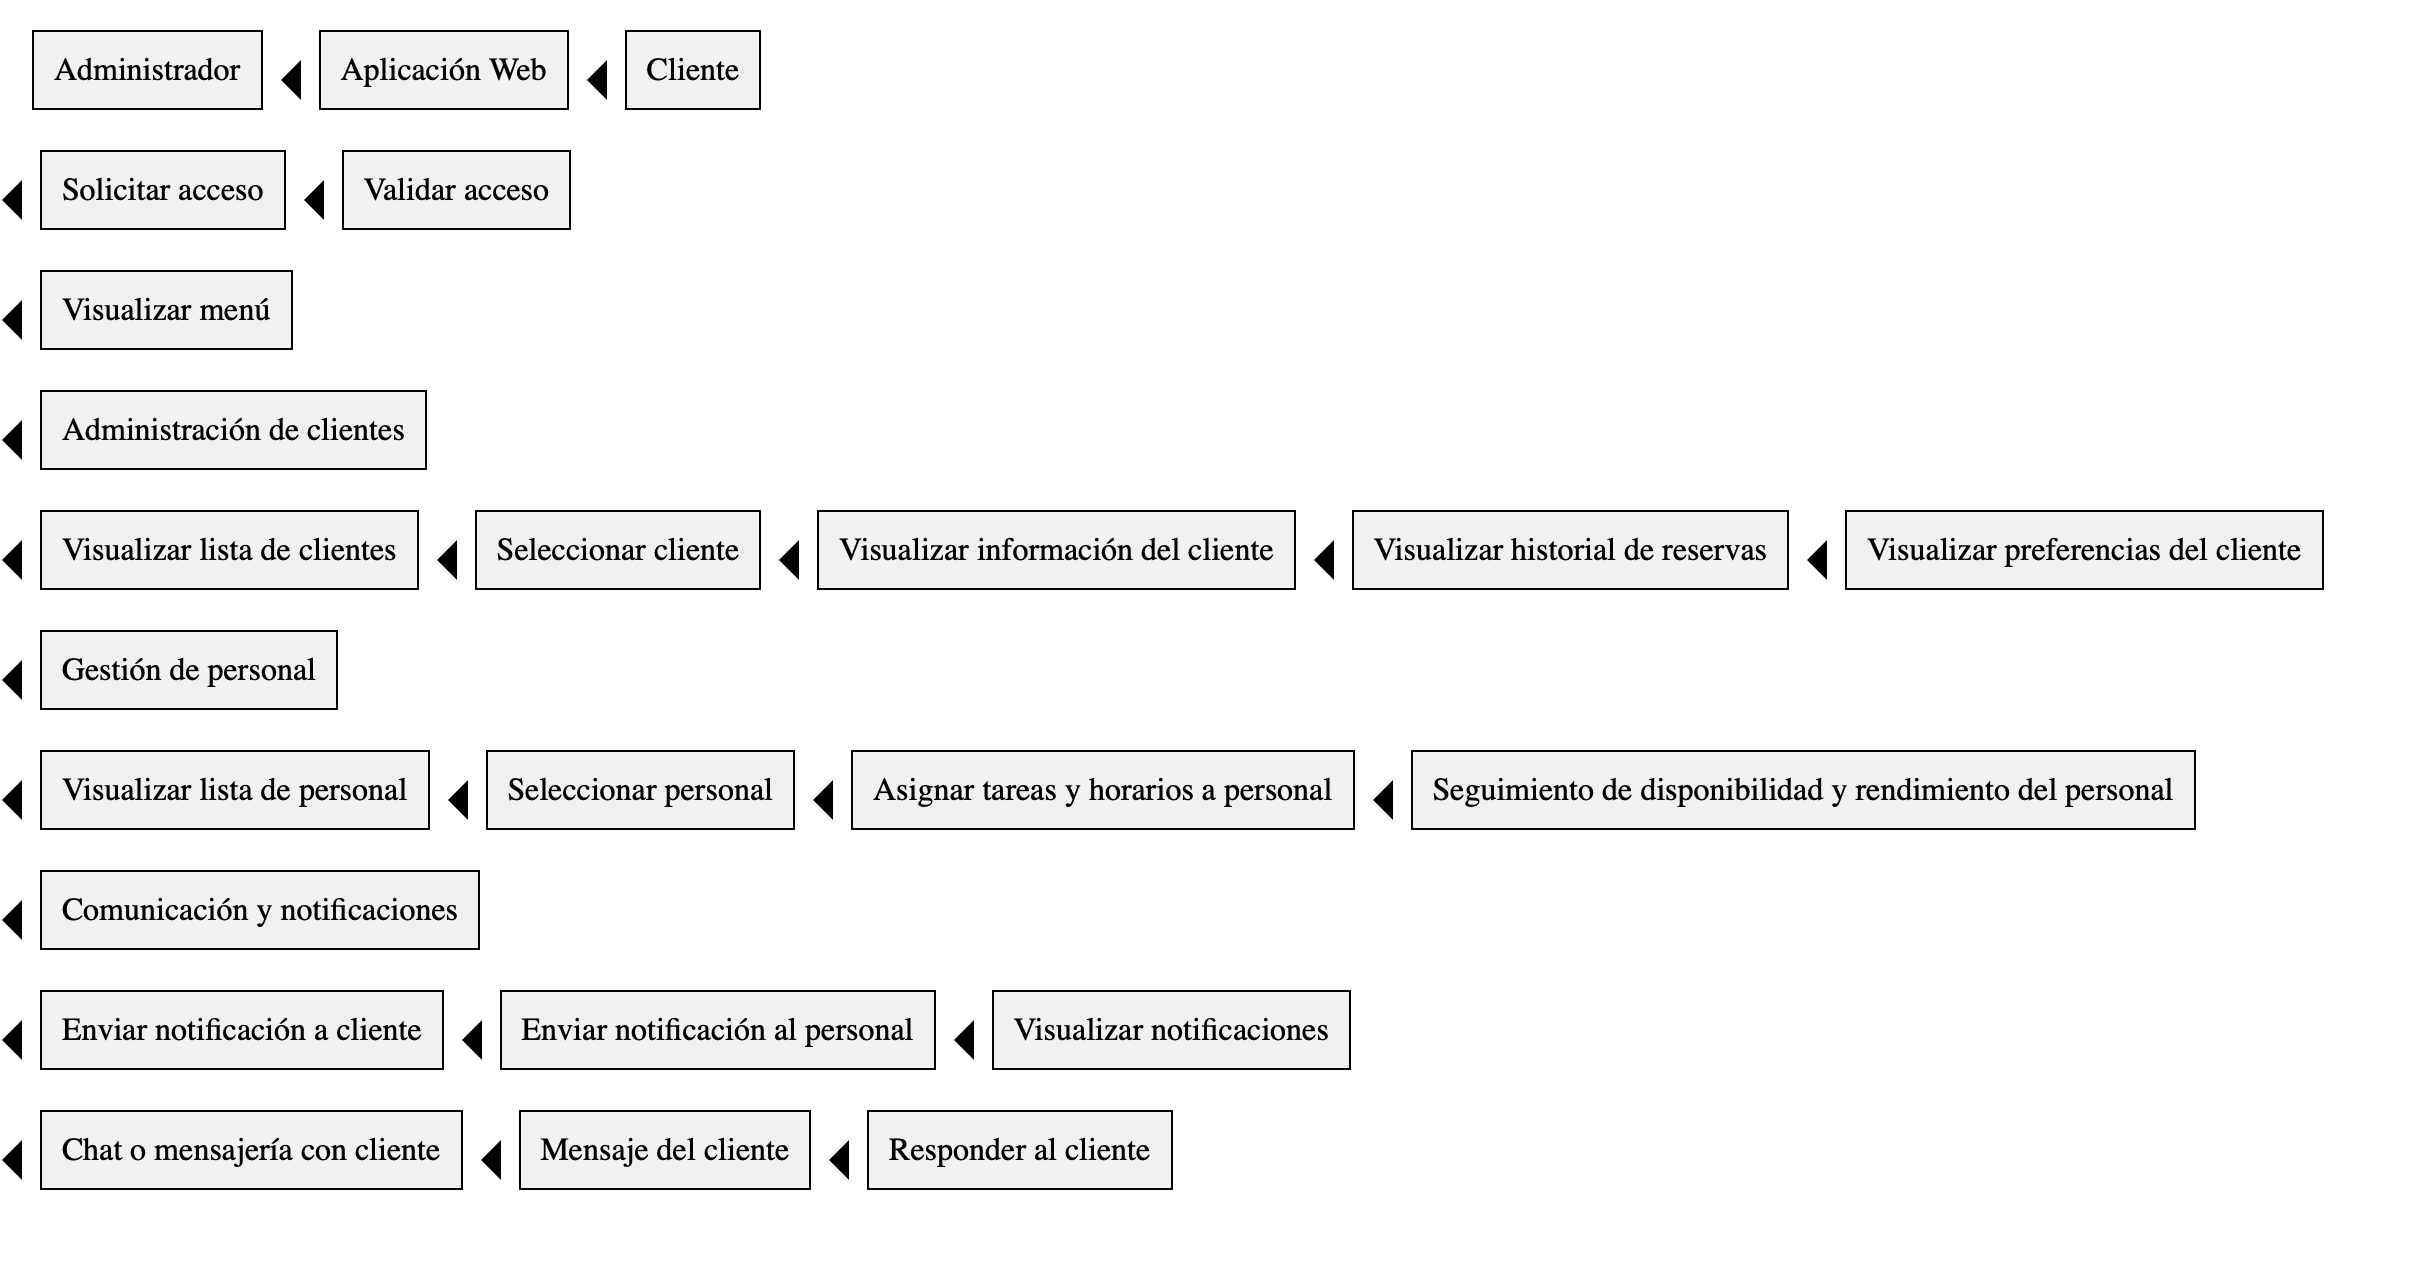 Administrador Aplicación Web Cliente
Solicitar acceso Validar acceso
Visualizar menú
Administración de clientes
Visualizar lista de clientes Seleccionar cliente Visualizar información del cliente Visualizar historial de reservas Visualizar preferencias del cliente
Gestión de personal
Visualizar lista de personal Seleccionar personal Asignar tareas y horarios a personal Seguimiento de disponibilidad y rendimiento del personal
Comunicación y notificaciones
Enviar notificación a cliente Enviar notificación al personal Visualizar notificaciones
Chat o mensajería con cliente Mensaje del cliente Responder al cliente